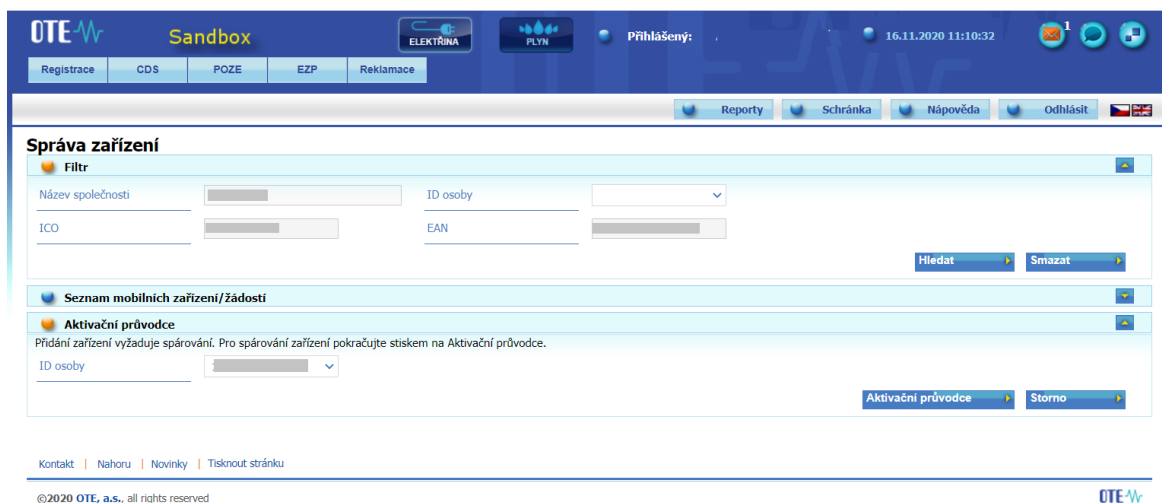 OTE Sandbox ELEKTŘINA PLYN Přihlášený: 16.11.2020 11:10:32 1
Registrace CDS POZE EZP Reklamace
Reporty Schránka Nápověda Odhlásit
Správa zařízení
Filtr
Název společnosti ID osoby
ICO EAN
Hledat Smazat
Seznam mobilních zařízení/žádostí
Aktivační průvodce
Přidání zařízení vyžaduje spárování. Pro spárování zařízení pokračujte stiskem na Aktivační průvodce.
ID osoby
Aktivační průvodce Storno
Kontakt | Nahoru | Novinky | Tisknout stránku
©2020 OTE, a.s., all rights reserved OTE